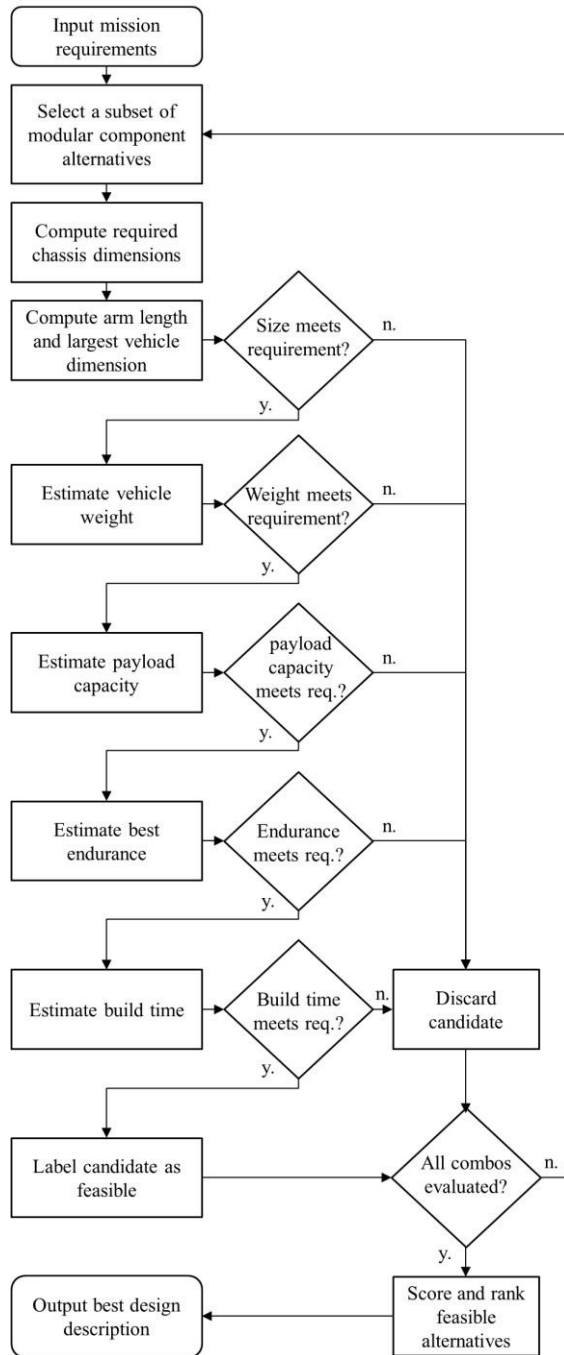 Input mission
requirements
Select a subset of
modular component
alternatives
Compute required
chassis dimensions
Compute arm length
and largest vehicle
dimension
Size meets
requirement?
n.
y.
Estimate vehicle
weight
Weight meets
requirement?
n.
y.
Estimate payload
capacity
payload
capacity
meets req.?
n.
y.
Estimate best
endurance
Endurance
meets req.?
n.
y.
Estimate build time
Build time
meets req.?
n.
y.
Discard
candidate
Label candidate as
feasible
All combos
evaluated?
n.
y.
Score and rank
feasible
alternatives
Output best design
description